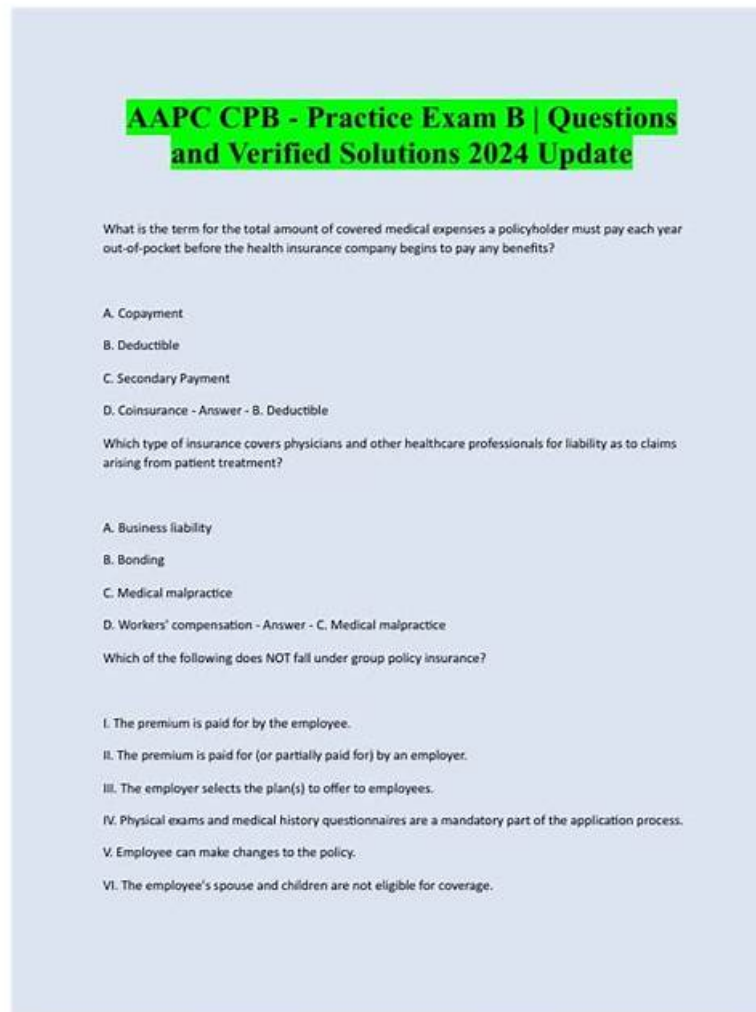 AAPC CPB - Practice Exam B | Questions
and Verified Solutions 2024 Update
What is the term for the total amount of covered medical expenses a policyholder must pay each year
out-of-pocket before the health insurance company begins to pay any benefits?
A. Copayment
B. Deductible
C. Secondary Payment
D. Coinsurance - Answer - B. Deductible
Which type of insurance covers physicians and other healthcare professionals for liability as to claims
arising from patient treatment?
A. Business liability
B. Bonding
C. Medical malpractice
D. Workers' compensation - Answer - C. Medical malpractice
Which of the following does NOT fall under group policy insurance?
I. The premium is paid for by the employee.
II. The premium is paid for (or partially paid for) by an employer.
III. The employer selects the plan(s) to offer to employees.
IV. Physical exams and medical history questionnaires are a mandatory part of the application process.
V. Employee can make changes to the policy.
VI. The employee's spouse and children are not eligible for coverage.